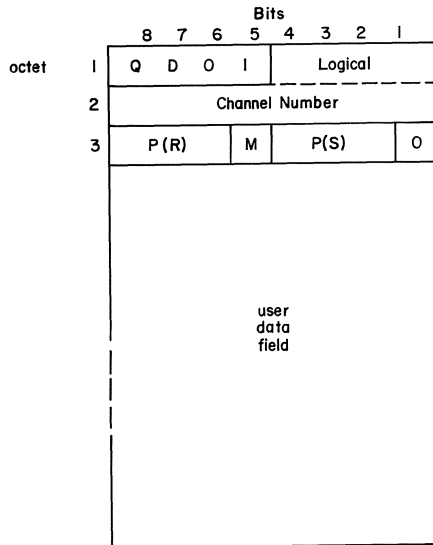 Bits
8 7 6 5 4 3 2 1
octet 1 Q D 0 1 Logical
2 Channel Number
3 P(R) M P(S) 0
user
data
field